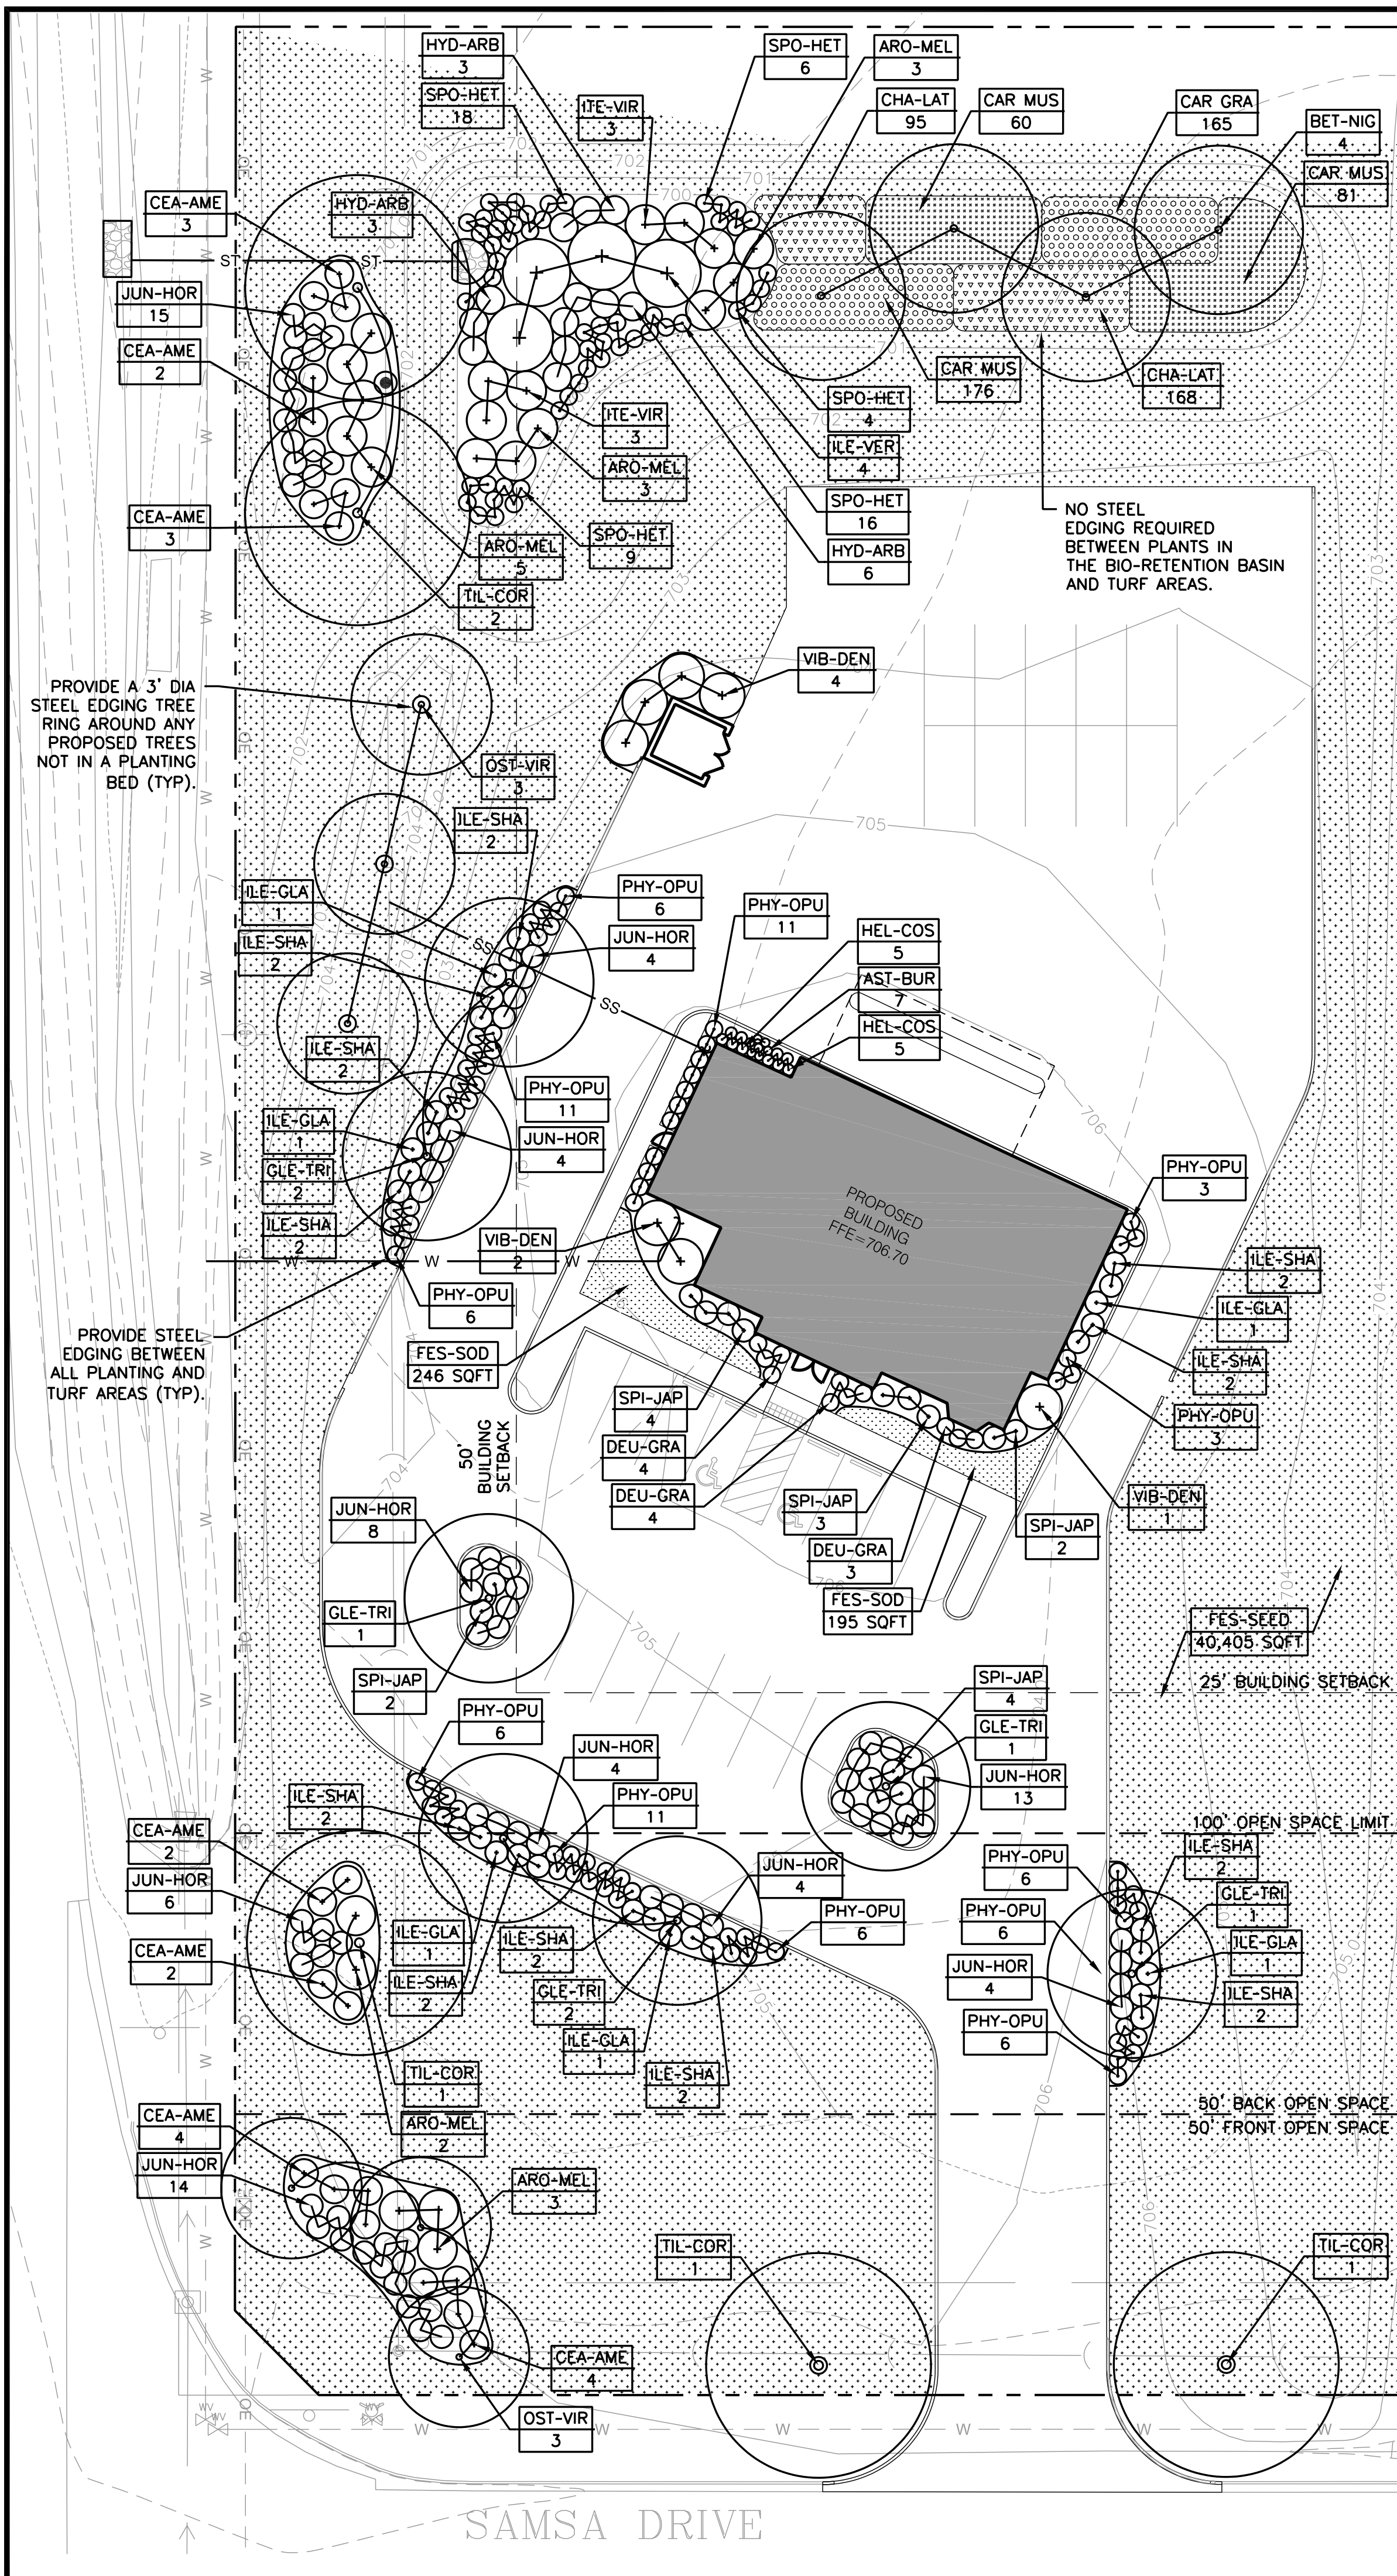 HYD-ARB
3
SPO-HET
18
ITE-VIR
3
SPO-HET
6
ARO-MEL
3
CHA-LAT
95
CAR MUS
60
CAR GRA
165
BET-NIG
4
CAR MUS
81
CEA-AME
3
HYD-ARB
3
ST
ST
JUN-HOR
15
CEA-AME
2
CEA-AME
3
ITE-VIR
3
ARO-MEL
3
SPO-HET
9
ARO-MEL
5
TIL-COR
2
SPO-HET
4
ILE-VER
4
SPO-HET
16
HYD-ARB
6
CAR MUS
176
CHA-LAT
168
702
701
700
702
701
702
703
703
NO STEEL
EDGING REQUIRED
BETWEEN PLANTS IN
THE BIO-RETENTION BASIN
AND TURF AREAS.
PROVIDE A 3' DIA
STEEL EDGING TREE
RING AROUND ANY
PROPOSED TREES
NOT IN A PLANTING
BED (TYP).
VIB-DEN
4
OST-VIR
3
ILE-SHA
2
ILE-GLA
1
ILE-SHA
2
PHY-OPU
6
JUN-HOR
4
SS
SS
705
PHY-OPU
11
HEL-COS
5
AST-BUR
7
HEL-COS
5
ILE-SHA
2
PHY-OPU
11
ILE-GLA
1
JUN-HOR
4
GLE-TRI
2
ILE-SHA
2
VIB-DEN
2
W
W
W
PHY-OPU
6
PROPOSED
BUILDING
FFE=706.70
706
PHY-OPU
3
ILE-SHA
2
ILE-GLA
1
ILE-SHA
2
PHY-OPU
3
VIB-DEN
1
PROVIDE STEEL
EDGING BETWEEN
ALL PLANTING AND
TURF AREAS (TYP).
FES-SOD
246 SQFT
SPI-JAP
4
DEU-GRA
4
DEU-GRA
4
SPI-JAP
3
DEU-GRA
3
SPI-JAP
2
FES-SOD
195 SQFT
50'
BUILDING
SETBACK
704
704
704
JUN-HOR
8
GLE-TRI
1
SPI-JAP
2
705
FES-SEED
40,405 SQFT
25' BUILDING SETBACK
SPI-JAP
4
GLE-TRI
1
JUN-HOR
13
PHY-OPU
6
JUN-HOR
4
PHY-OPU
11
ILE-SHA
2
100' OPEN SPACE LIMIT
CEA-AME
2
JUN-HOR
6
CEA-AME
2
ILE-GLA
1
ILE-SHA
2
ILE-SHA
2
GLE-TRI
2
ILE-GLA
1
ILE-SHA
2
JUN-HOR
4
PHY-OPU
6
PHY-OPU
6
ILE-SHA
2
GLE-TRI
1
PHY-OPU
6
ILE-GLA
1
JUN-HOR
4
ILE-SHA
2
PHY-OPU
6
705
706
705.0
TIL-COR
1
ARO-MEL
2
50' BACK OPEN SPACE
50' FRONT OPEN SPACE
CEA-AME
4
JUN-HOR
14
ARO-MEL
3
TIL-COR
1
TIL-COR
1
706
CEA-AME
4
OST-VIR
3
WV
WV
WV
W
W
W
W
W
W
SAMSA DRIVE